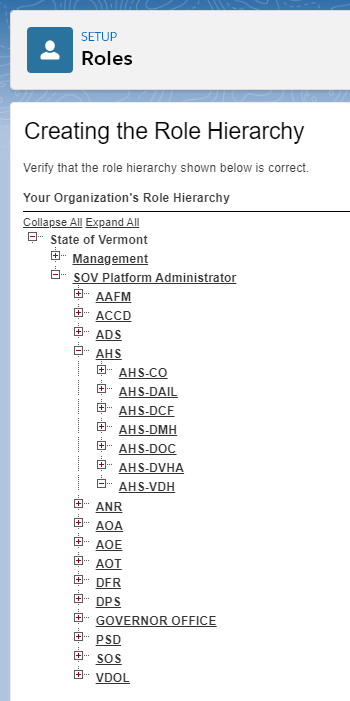 SETUP
Roles
Creating the Role Hierarchy
Verify that the role hierarchy shown below is correct.
Your Organization's Role Hierarchy
Collapse All Expand All
State of Vermont
Management
SOV Platform Administrator
AAFM
ACCD
ADS
AHS
AHS-CO
AHS-DAIL
AHS-DCF
AHS-DMH
AHS-DOC
AHS-DVHA
AHS-VDH
ANR
AOA
AOE
AOT
DFR
DPS
GOVERNOR OFFICE
PSD
SOS
VDOL